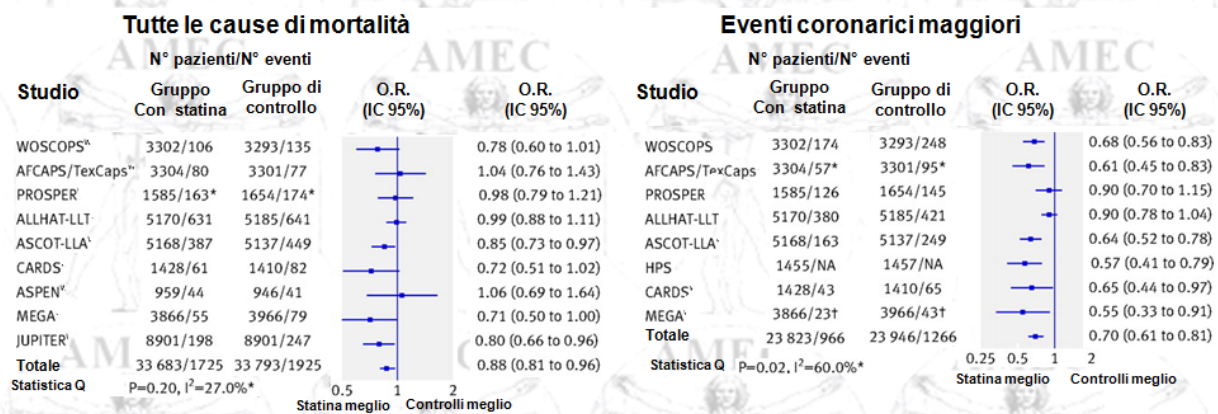 Tutte le cause di mortalità
N° pazienti/N° eventi
Studio Gruppo Con statina Gruppo di controllo O.R. (IC 95%) O.R. (IC 95%)
WOSCOPS 3302/106 3293/135 0.78 (0.60 to 1.01)
AFCAPS/TexCaps 3304/80 3301/77 1.04 (0.76 to 1.43)
PROSPER 1585/163* 1654/174* 0.98 (0.79 to 1.21)
ALLHAT-LLT 5170/631 5185/641 0.99 (0.88 to 1.11)
ASCOT-LLA 5168/387 5137/449 0.85 (0.73 to 0.97)
CARDS 1428/61 1410/82 0.72 (0.51 to 1.02)
ASPEN 959/44 946/41 1.06 (0.69 to 1.64)
MEGA 3866/55 3966/79 0.71 (0.50 to 1.00)
JUPITER 8901/198 8901/247 0.80 (0.66 to 0.96)
Totale 33 683/1725 33 793/1925 0.88 (0.81 to 0.96)
Statistica Q P=0.20, I²=27.0%*
0.5 1 2
Statina meglio Controlli meglio
Eventi coronarici maggiori
N° pazienti/N° eventi
Studio Gruppo Con statina Gruppo di controllo O.R. (IC 95%) O.R. (IC 95%)
WOSCOPS 3302/174 3293/248 0.68 (0.56 to 0.83)
AFCAPS/TexCaps 3304/57* 3301/95* 0.61 (0.45 to 0.83)
PROSPER 1585/126 1654/145 0.90 (0.70 to 1.15)
ALLHAT-LLT 5170/380 5185/421 0.90 (0.78 to 1.04)
ASCOT-LLA 5168/163 5137/249 0.64 (0.52 to 0.78)
HPS 1455/NA 1457/NA 0.57 (0.41 to 0.79)
CARDS 1428/43 1410/65 0.65 (0.44 to 0.97)
MEGA 3866/23† 3966/43† 0.55 (0.33 to 0.91)
Totale 23 823/966 23 946/1266 0.70 (0.61 to 0.81)
Statistica Q P=0.02, I²=60.0%*
0.25 0.5 1 2
Statina meglio Controlli meglio
AMEC
AMEC
AMEC
AMEC